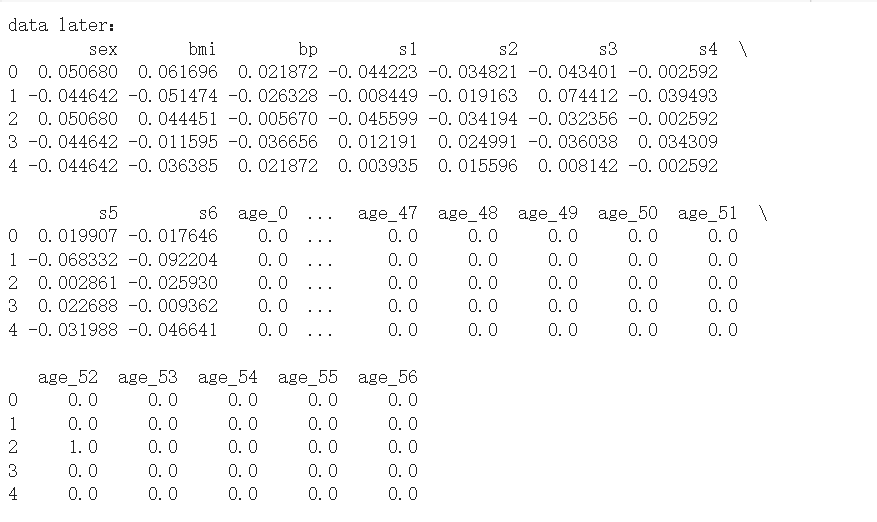 data later:
sex bmi bp s1 s2 s3 s4 \
0 0.050680 0.061696 0.021872 -0.044223 -0.034821 -0.043401 -0.002592
1 -0.044642 -0.051474 -0.026328 -0.008449 -0.019163 0.074412 -0.039493
2 0.050680 0.044451 -0.005670 -0.045599 -0.034194 -0.032356 -0.002592
3 -0.044642 -0.011595 -0.036656 0.012191 0.024991 -0.036038 0.034309
4 -0.044642 -0.036385 0.021872 0.003935 0.015596 0.008142 -0.002592
s5 s6 age_0 ... age_47 age_48 age_49 age_50 age_51 \
0 0.019907 -0.017646 0.0 ... 0.0 0.0 0.0 0.0 0.0
1 -0.068332 -0.092204 0.0 ... 0.0 0.0 0.0 0.0 0.0
2 0.002861 -0.025930 0.0 ... 0.0 0.0 0.0 0.0 0.0
3 0.022688 -0.009362 0.0 ... 0.0 0.0 0.0 0.0 0.0
4 -0.031988 -0.046641 0.0 ... 0.0 0.0 0.0 0.0 0.0
age_52 age_53 age_54 age_55 age_56
0 0.0 0.0 0.0 0.0 0.0
1 0.0 0.0 0.0 0.0 0.0
2 1.0 0.0 0.0 0.0 0.0
3 0.0 0.0 0.0 0.0 0.0
4 0.0 0.0 0.0 0.0 0.0